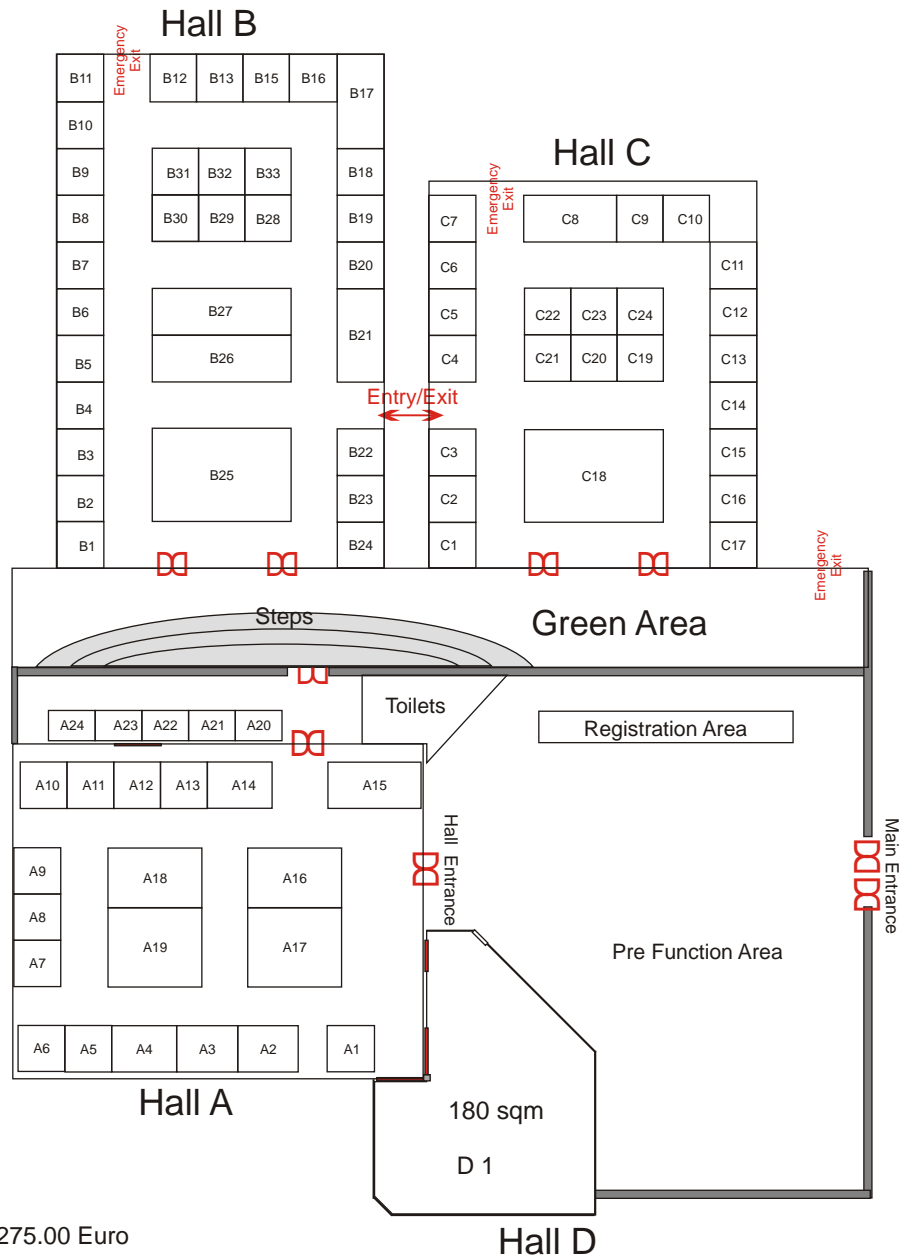 Hall B
Emergency
Exit
B11
B12
B13
B15
B16
B17
B10
Hall C
B9
B31
B32
B33
B18
Emergency
Exit
B8
B30
B29
B28
B19
C7
C8
C9
C10
B7
B20
C6
C11
B6
B27
B21
C5
C22
C23
C24
C12
B5
B26
C4
C21
C20
C19
C13
Entry/Exit
B4
C14
B3
B22
C3
C15
B25
C18
B2
B23
C2
C16
B1
B24
C1
C17
Emergency
Exit
Steps
Green Area
Toilets
Registration Area
A24
A23
A22
A21
A20
A10
A11
A12
A13
A14
A15
Hall Entrance
Main Entrance
A9
A18
A16
A8
A19
A17
A7
Pre Function Area
A6
A5
A4
A3
A2
A1
Hall A
180 sqm
D 1
275.00 Euro
Hall D